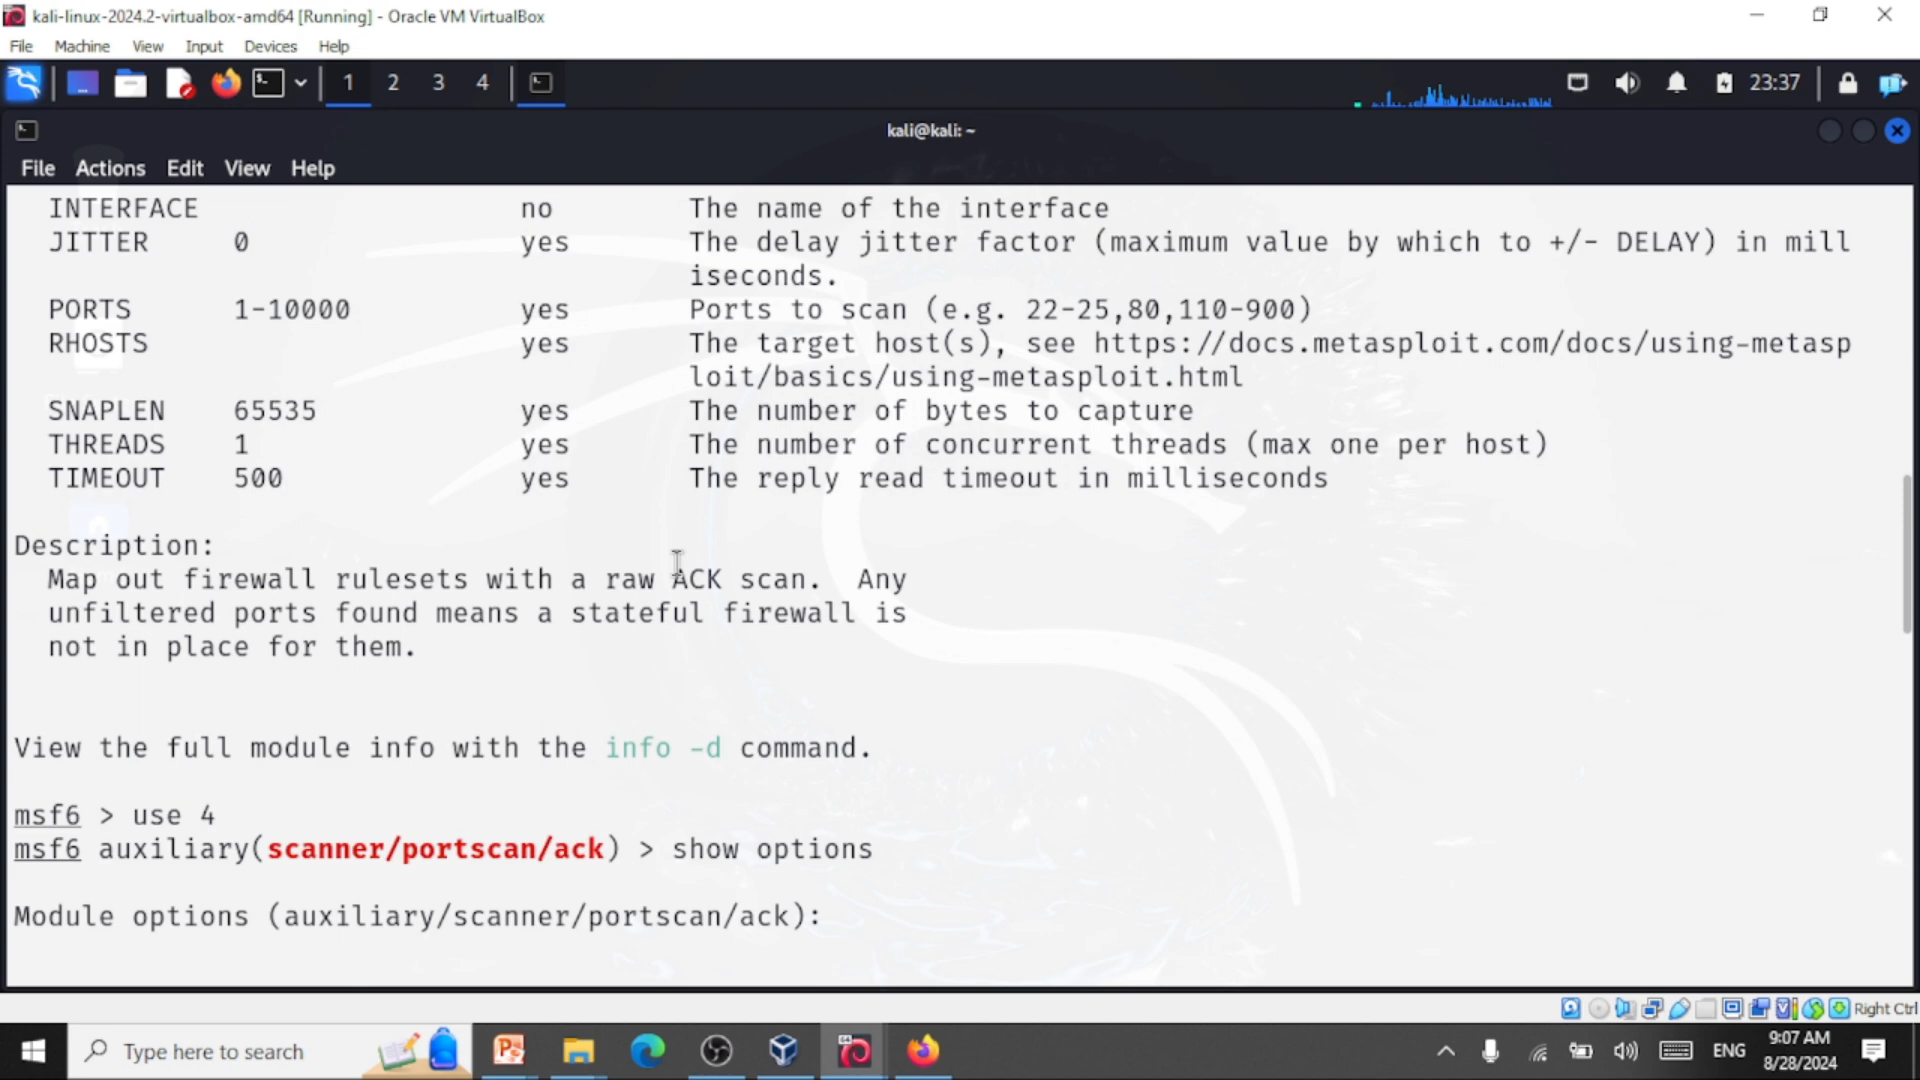 kali-linux-2024.2-virtualbox-amd64 [Running] - Oracle VM VirtualBox
File Machine View Input Devices Help
1 2 3 4 23:37
kali@kali: ~
File Actions Edit View Help
INTERFACE no The name of the interface
JITTER 0 yes The delay jitter factor (maximum value by which to +/- DELAY) in mill
iseconds.
PORTS 1-10000 yes Ports to scan (e.g. 22-25,80,110-900)
RHOSTS yes The target host(s), see https://docs.metasploit.com/docs/using-metasp
loit/basics/using-metasploit.html
SNAPLEN 65535 yes The number of bytes to capture
THREADS 1 yes The number of concurrent threads (max one per host)
TIMEOUT 500 yes The reply read timeout in milliseconds
Description:
Map out firewall rulesets with a raw ACK scan. Any
unfiltered ports found means a stateful firewall is
not in place for them.
View the full module info with the info -d command.
msf6 > use 4
msf6 auxiliary(scanner/portscan/ack) > show options
Module options (auxiliary/scanner/portscan/ack):
Right Ctrl
Type here to search
ENG
9:07 AM
8/28/2024